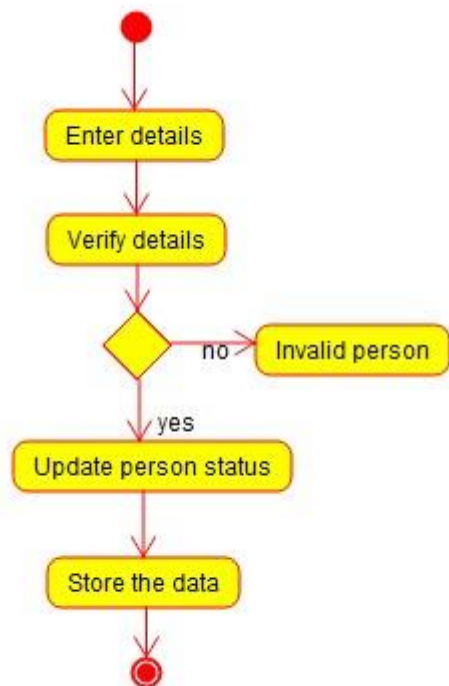 Enter details
Verify details
no
Invalid person
yes
Update person status
Store the data